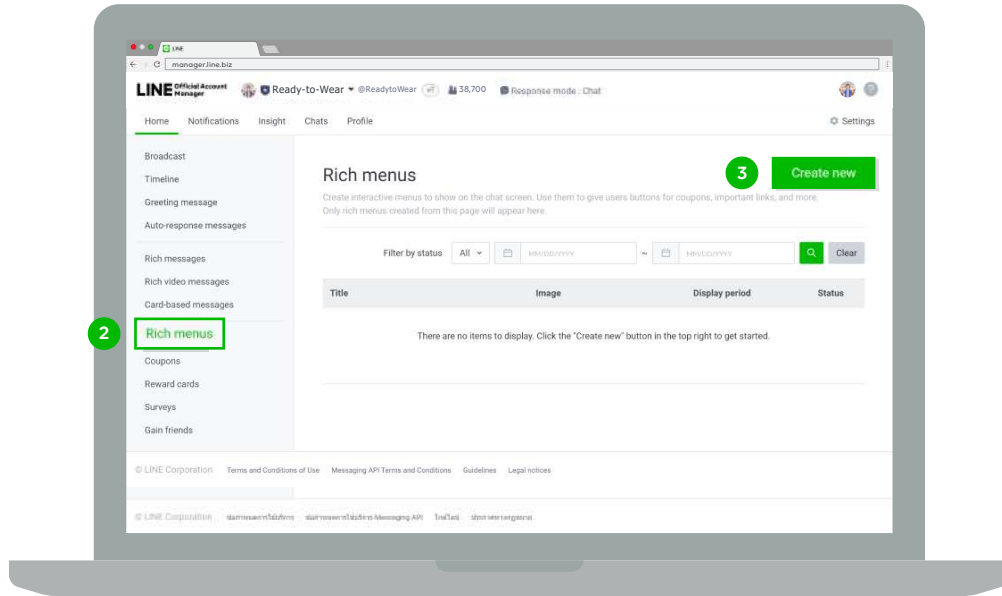 LINE
manager.line.biz
LINE Official Account Manager Ready-to-Wear @ReadytoWear 38,700 Response mode : Chat
Home Notifications Insight Chats Profile Settings
Broadcast
Timeline
Greeting message
Auto-response messages
Rich messages
Rich video messages
Card-based messages
2 Rich menus
Coupons
Reward cards
Surveys
Gain friends
Rich menus 3 Create new
Create interactive menus to show on the chat screen. Use them to give users buttons for coupons, important links, and more.
Only rich menus created from this page will appear here.
Filter by status All MM/DD/YYYY ~ MM/DD/YYYY Clear
Title Image Display period Status
There are no items to display. Click the "Create new" button in the top right to get started.
© LINE Corporation Terms and Conditions of Use Messaging API Terms and Conditions Guidelines Legal notices
© LINE Corporation Messaging API